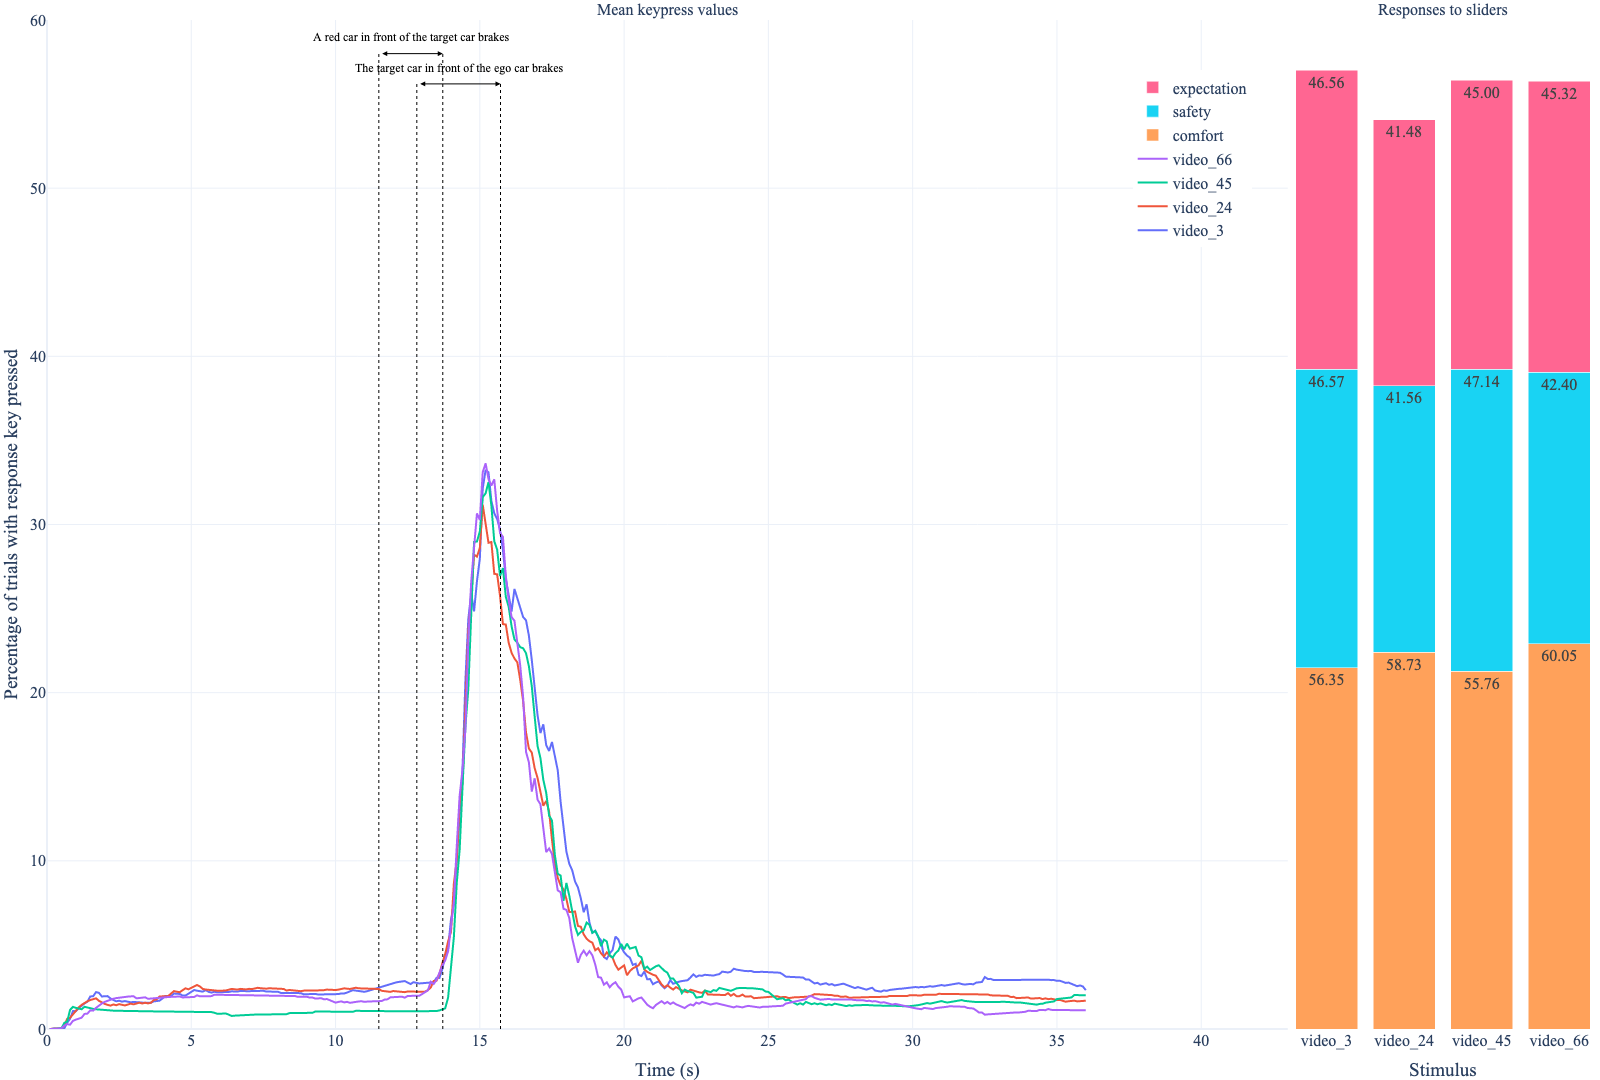 Mean keypress values
Responses to sliders
60
50
40
30
20
10
0
Percentage of trials with response key pressed
A red car in front of the target car brakes
The target car in front of the ego car brakes
expectation
safety
comfort
video_66
video_45
video_24
video_3
0 5 10 15 20 25 30 35 40
Time (s)
46.56 41.48 45.00 45.32
46.57 41.56 47.14 42.40
56.35 58.73 55.76 60.05
video_3 video_24 video_45 video_66
Stimulus